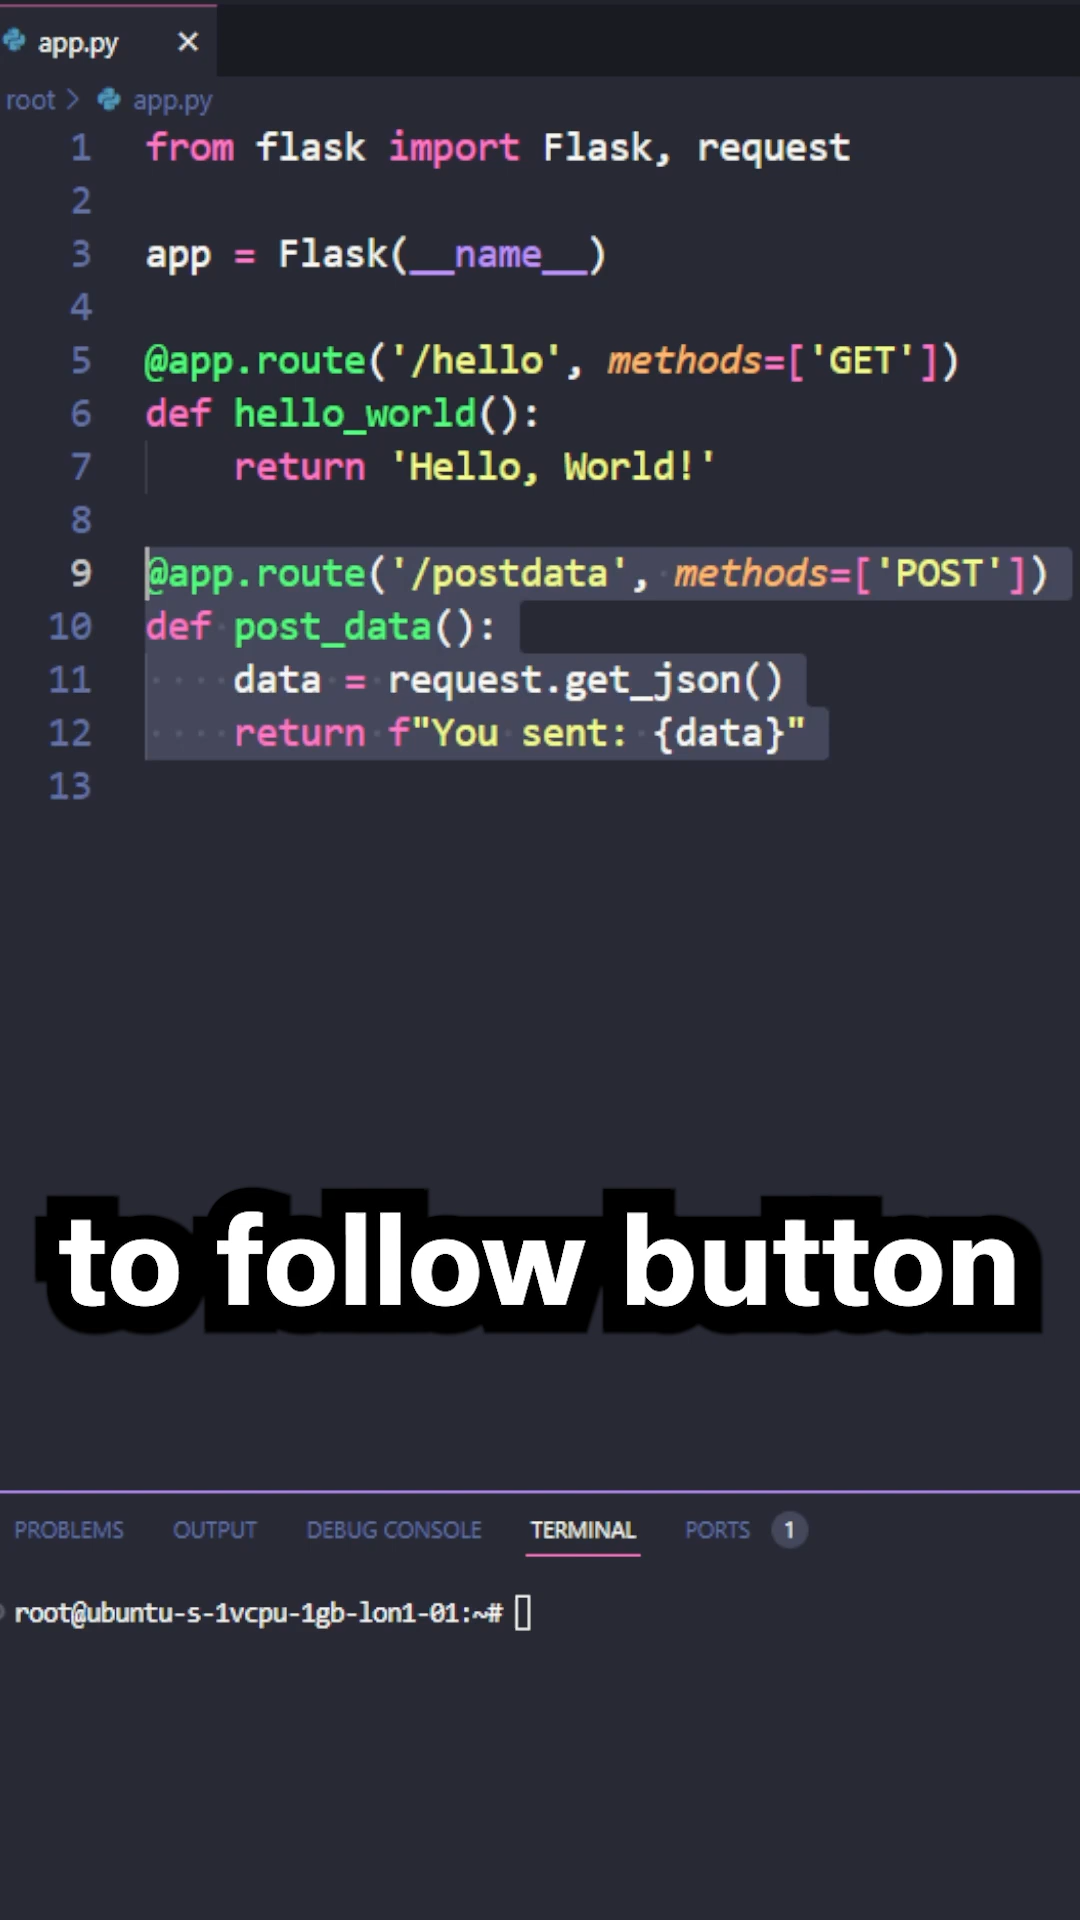 app.py ×
root > app.py
1 from flask import Flask, request
2
3 app = Flask(__name__)
4
5 @app.route('/hello', methods=['GET'])
6 def hello_world():
7     return 'Hello, World!'
8
9 @app.route('/postdata', methods=['POST'])
10 def post_data():
11     data = request.get_json()
12     return f"You sent: {data}"
13
to follow button
PROBLEMS OUTPUT DEBUG CONSOLE TERMINAL PORTS 1
root@ubuntu-s-1vcpu-1gb-lon1-01:~#